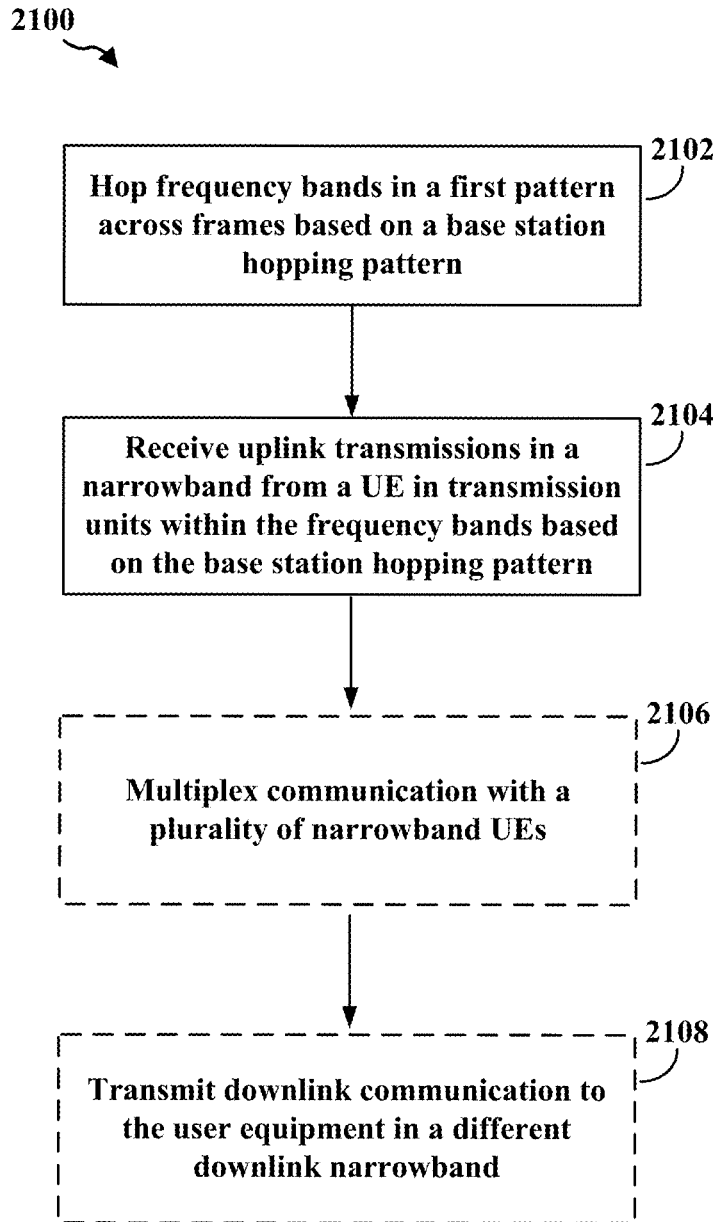 2100
2102
Hop frequency bands in a first pattern
across frames based on a base station
hopping pattern
2104
Receive uplink transmissions in a
narrowband from a UE in transmission
units within the frequency bands based
on the base station hopping pattern
2106
Multiplex communication with a
plurality of narrowband UEs
2108
Transmit downlink communication to
the user equipment in a different
downlink narrowband